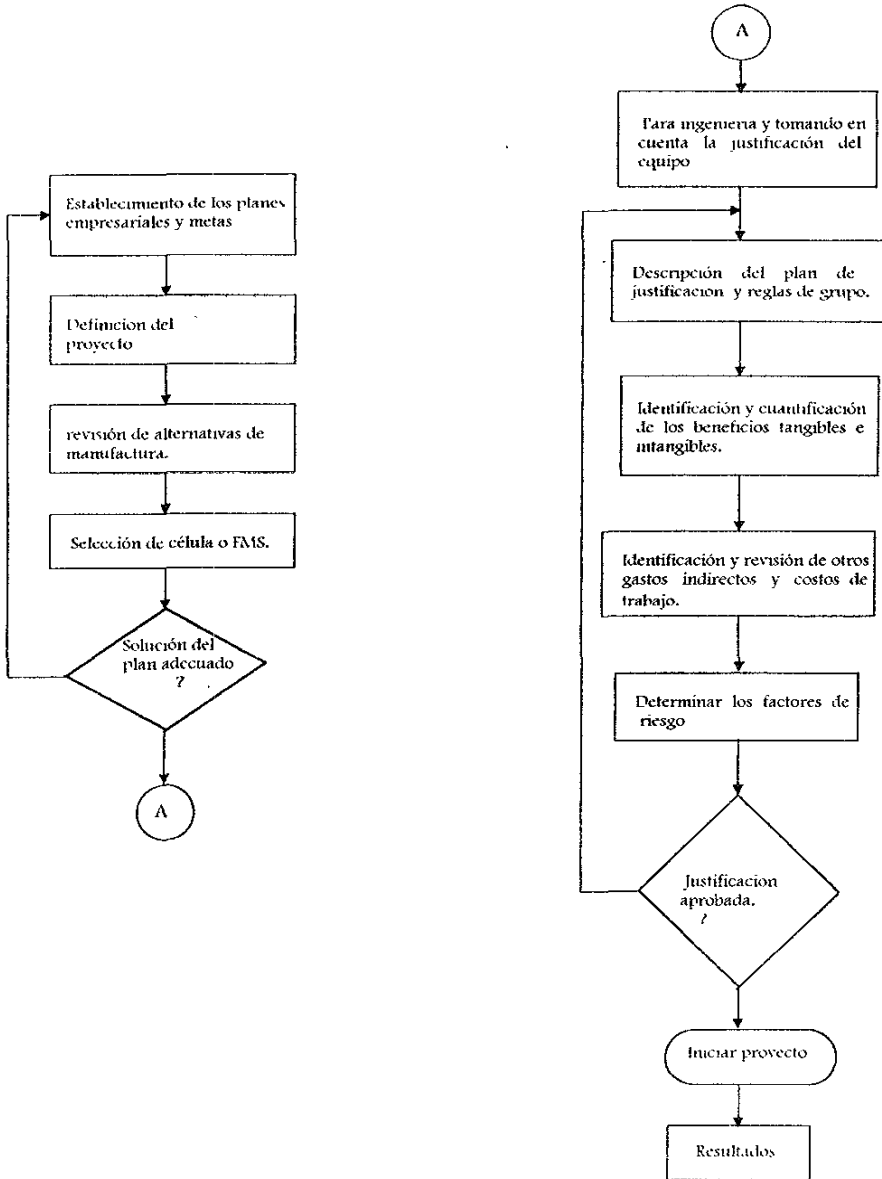 Establecimiento de los planes
empresariales y metas
Definicion del
proyecto
revisión de alternativas de
manufactura.
Selección de célula o FMS.
Solución del
plan adecuado
?
A
A
Para ingenieria y tomando en
cuenta la justificación del
equipo
Descripción del plan de
justificacion y reglas de grupo.
Identificación y cuantificación
de los beneficios tangibles e
intangibles.
Identificación y revisión de otros
gastos indirectos y costos de
trabajo.
Determinar los factores de
riesgo
Justificacion
aprobada.
?
Iniciar proyecto
Resultados